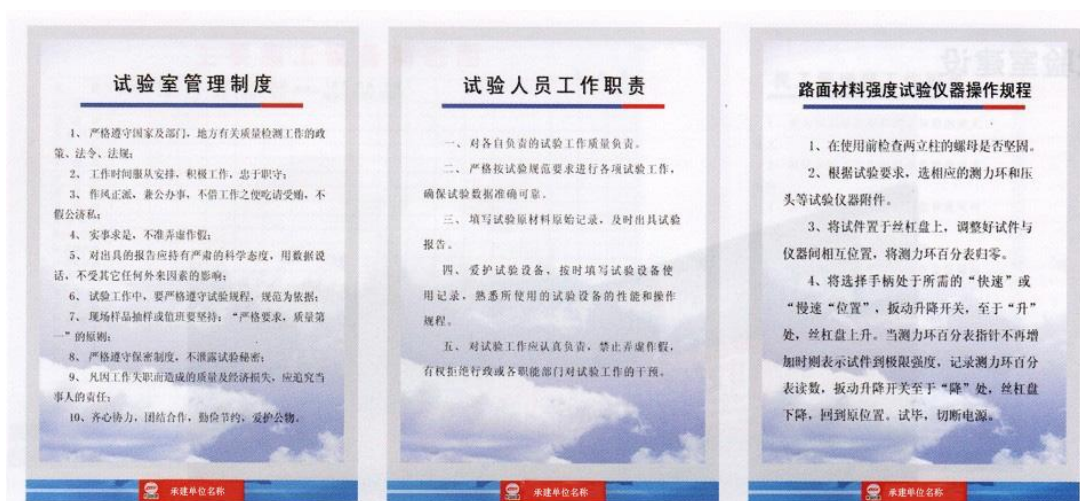 试验室管理制度
1、严格遵守国家及部门，地方有关质量检测工作的政
策、法令、法规；
2、工作时间服从安排，积极工作，忠于职守；
3、作风正派，兼公办事，不借工作之便吃请受贿，不
假公济私；
4、实事求是，不准弄虚作假；
5、对出具的报告应持有严肃的科学态度，用数据说
话，不受其它任何外来因素的影响；
6、试验工作中，要严格遵守试验规程，规范为依据；
7、现场样品抽样或值班要坚持：“严格要求，质量第
一”的原则；
8、严格遵守保密制度，不泄露试验秘密；
9、凡因工作失职而造成的质量及经济损失，应追究当
事人的责任；
10、齐心协力，团结合作，勤俭节约，爱护公物。
承建单位名称
试验人员工作职责
一、对各自负责的试验工作质量负责。
二、严格按试验规范要求进行各项试验工作，
确保试验数据准确可靠。
三、填写试验原材料原始记录，及时出具试验
报告。
四、爱护试验设备，按时填写试验设备使
用记录，熟悉所使用的试验设备的性能和操作
规程。
五、对试验工作应认真负责，禁止弄虚作假，
有权拒绝行政或各职能部门对试验工作的干预。
承建单位名称
路面材料强度试验仪器操作规程
1、在使用前检查两立柱的螺母是否坚固。
2、根据试验要求，选相应的测力环和压
头等试验仪器附件。
3、将试件置于丝杠盘上，调整好试件与
仪器间相互位置，将测力环百分表归零。
4、将选择手柄处于所需的“快速”或
“慢速“位置”，扳动升降开关，至于“升”
处，丝杠盘上升。当测力环百分表指针不再增
加时则表示试件到极限强度，记录测力环百分
表读数，扳动升降开关至于“降”处，丝杠盘
下降，回到原位置。试毕，切断电源。
承建单位名称